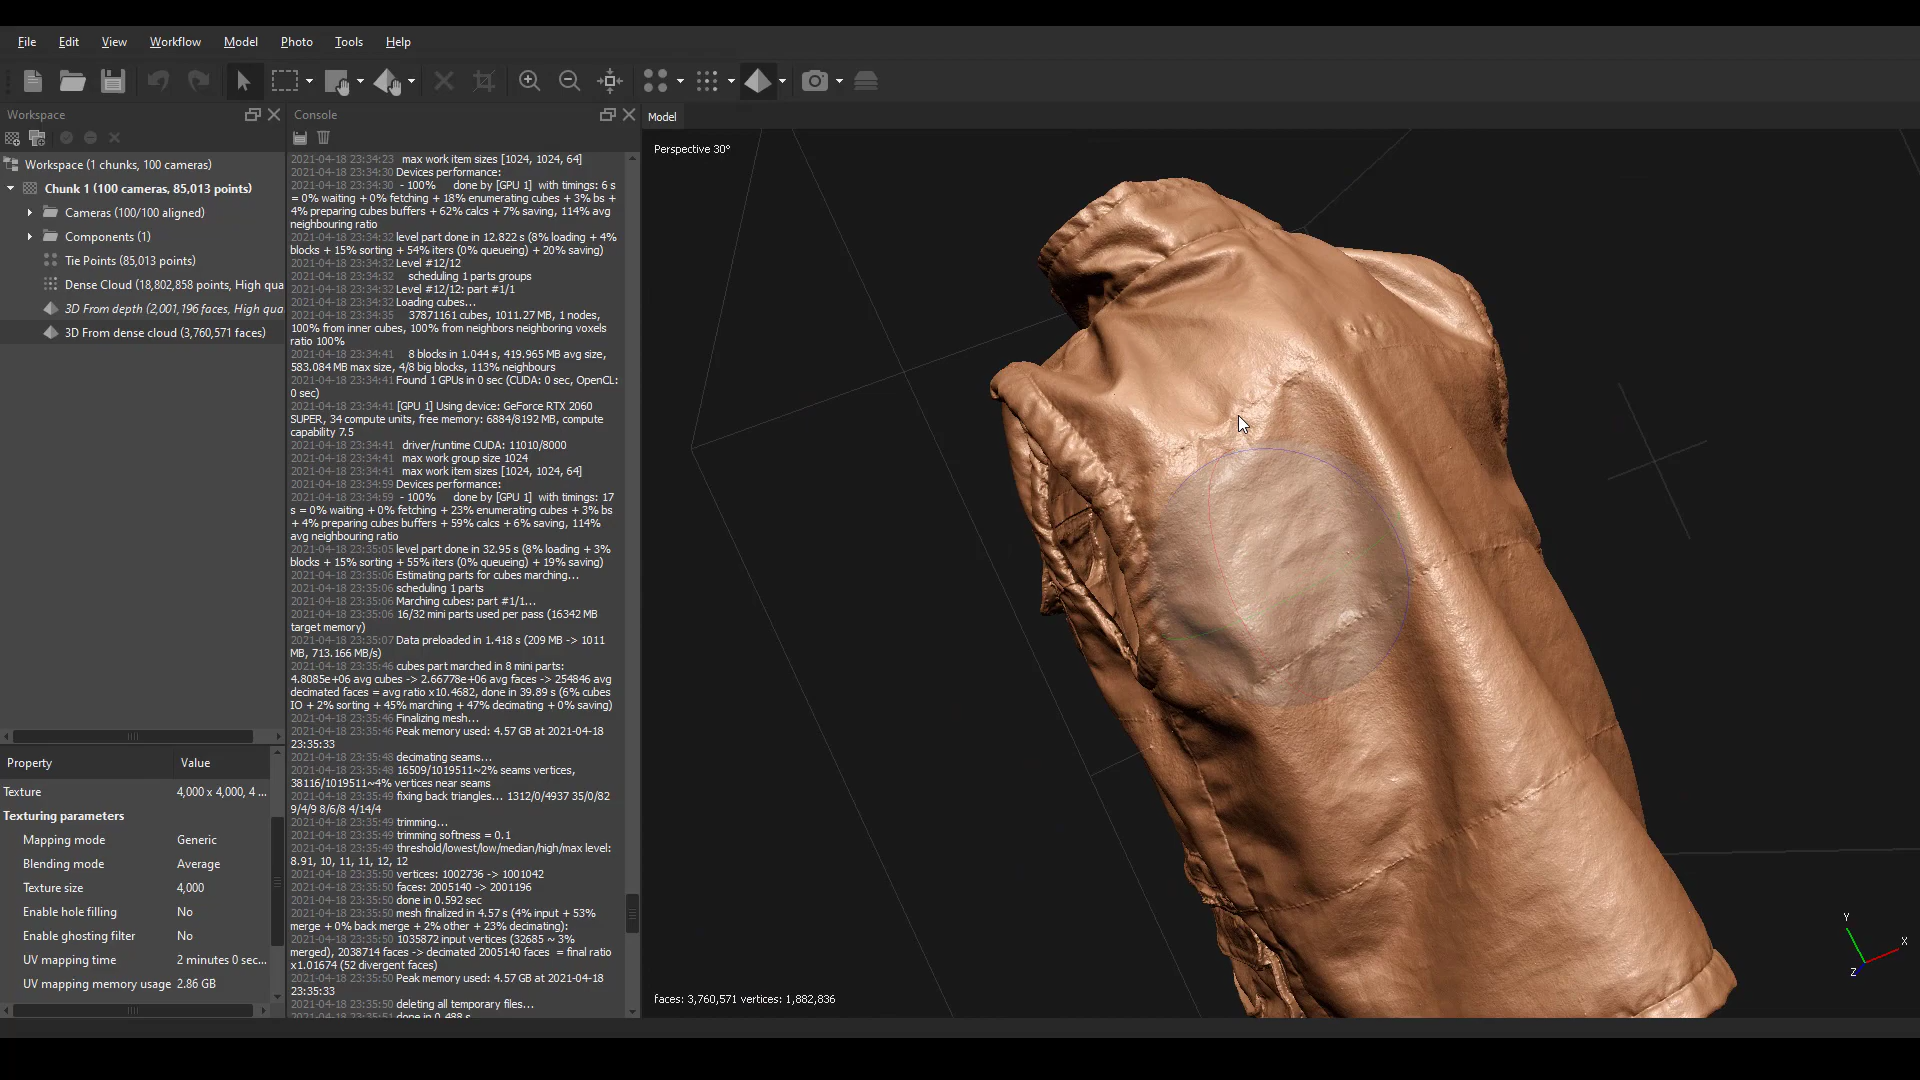 File Edit View Workflow Model Photo Tools Help
Workspace
Workspace (1 chunks, 100 cameras)
Chunk 1 (100 cameras, 85,013 points)
Cameras (100/100 aligned)
Components (1)
Tie Points (85,013 points)
Dense Cloud (18,802,858 points, High qua
3D From depth (2,001,196 faces, High qua
3D From dense cloud (3,760,571 faces)
Property Value
Texture 4,000 x 4,000, 4 ...
Texturing parameters
Mapping mode Generic
Blending mode Average
Texture size 4,000
Enable hole filling No
Enable ghosting filter No
UV mapping time 2 minutes 0 sec...
UV mapping memory usage 2.86 GB
Console
2021-04-18 23:34:23 max work item sizes [1024, 1024, 64]
2021-04-18 23:34:30 Devices performance:
2021-04-18 23:34:30 - 100% done by [GPU 1] with timings: 6 s
= 0% waiting + 0% fetching + 18% enumerating cubes + 3% bs +
4% preparing cubes buffers + 62% calcs + 7% saving, 114% avg
neighbouring ratio
2021-04-18 23:34:32 level part done in 12.822 s (8% loading + 4%
blocks + 15% sorting + 54% iters (0% queueing) + 20% saving)
2021-04-18 23:34:32 Level #12/12
2021-04-18 23:34:32 scheduling 1 parts groups
2021-04-18 23:34:32 Level #12/12: part #1/1
2021-04-18 23:34:32 Loading cubes...
2021-04-18 23:34:35 37871161 cubes, 1011.27 MB, 1 nodes,
100% from inner cubes, 100% from neighbors neighboring voxels
ratio 100%
2021-04-18 23:34:41 8 blocks in 1.044 s, 419.965 MB avg size,
583.084 MB max size, 4/8 big blocks, 113% neighbours
2021-04-18 23:34:41 Found 1 GPUs in 0 sec (CUDA: 0 sec, OpenCL:
0 sec)
2021-04-18 23:34:41 [GPU 1] Using device: GeForce RTX 2060
SUPER, 34 compute units, free memory: 6884/8192 MB, compute
capability 7.5
2021-04-18 23:34:41 driver/runtime CUDA: 11010/8000
2021-04-18 23:34:41 max work group size 1024
2021-04-18 23:34:41 max work item sizes [1024, 1024, 64]
2021-04-18 23:34:59 Devices performance:
2021-04-18 23:34:59 - 100% done by [GPU 1] with timings: 17
s = 0% waiting + 0% fetching + 23% enumerating cubes + 3% bs
+ 4% preparing cubes buffers + 59% calcs + 6% saving, 114%
avg neighbouring ratio
2021-04-18 23:35:05 level part done in 32.95 s (8% loading + 3%
blocks + 15% sorting + 55% iters (0% queueing) + 19% saving)
2021-04-18 23:35:06 Estimating parts for cubes marching...
2021-04-18 23:35:06 scheduling 1 parts
2021-04-18 23:35:06 Marching cubes: part #1/1...
2021-04-18 23:35:06 16/32 mini parts used per pass (16342 MB
target memory)
2021-04-18 23:35:07 Data preloaded in 1.418 s (209 MB -> 1011
MB, 713.166 MB/s)
2021-04-18 23:35:46 cubes part marched in 8 mini parts:
4.8085e+06 avg cubes -> 2.66778e+06 avg faces -> 254846 avg
decimated faces = avg ratio x10.4682, done in 39.89 s (6% cubes
IO + 2% sorting + 45% marching + 47% decimating + 0% saving)
2021-04-18 23:35:46 Finalizing mesh...
2021-04-18 23:35:46 Peak memory used: 4.57 GB at 2021-04-18
23:35:33
2021-04-18 23:35:48 decimating seams...
2021-04-18 23:35:48 16509/1019511~2% seams vertices,
38116/1019511~4% vertices near seams
2021-04-18 23:35:49 fixing back triangles... 1312/0/4937 35/0/82
9/4/9 8/6/8 4/14/4
2021-04-18 23:35:49 trimming...
2021-04-18 23:35:49 trimming softness = 0.1
2021-04-18 23:35:49 threshold/lowest/low/median/high/max level:
8.91, 10, 11, 11, 12, 12
2021-04-18 23:35:50 vertices: 1002736 -> 1001042
2021-04-18 23:35:50 faces: 2005140 -> 2001196
2021-04-18 23:35:50 done in 0.592 sec
2021-04-18 23:35:50 mesh finalized in 4.57 s (4% input + 53%
merge + 0% back merge + 2% other + 23% decimating):
2021-04-18 23:35:50 1035872 input vertices (32685 ~ 3%
merged), 2038714 faces -> decimated 2005140 faces = final ratio
x1.01674 (52 divergent faces)
2021-04-18 23:35:50 Peak memory used: 4.57 GB at 2021-04-18
23:35:33
2021-04-18 23:35:50 deleting all temporary files...
2021-04-18 23:35:51 done in 0.488 s
Model
Perspective 30°
faces: 3,760,571 vertices: 1,882,836
Y
X
Z